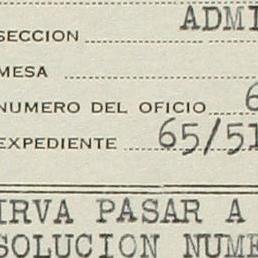 SECCION ADMI
MESA
NUMERO DEL OFICIO 6
EXPEDIENTE 65/51
IRVA PASAR A
SOLUCION NUME